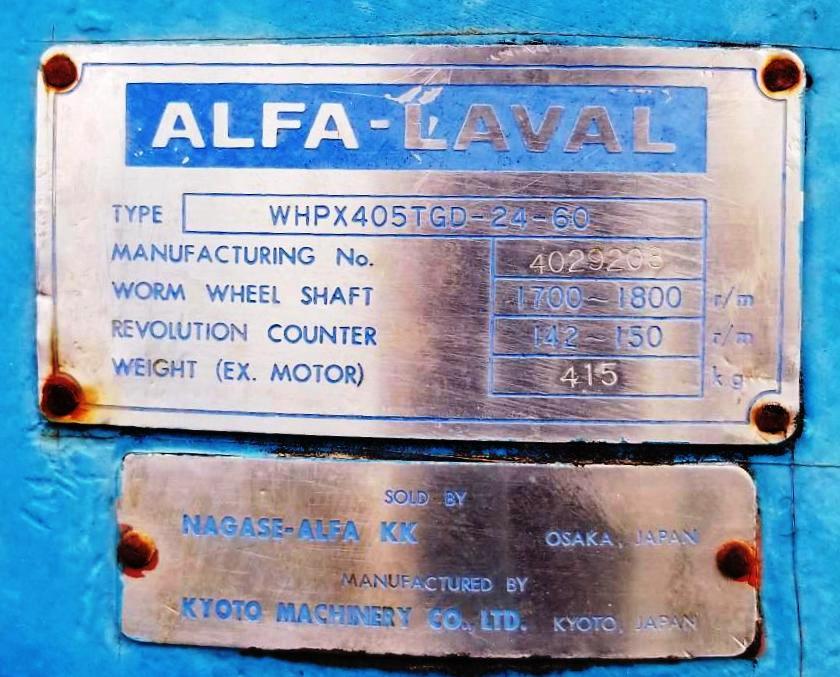 ALFA-LAVAL
TYPE WHPX405TGD-24-60
MANUFACTURING No. 4029208
WORM WHEEL SHAFT 1700~1800 r/m
REVOLUTION COUNTER 142~150 r/m
WEIGHT (EX. MOTOR) 415 kg
SOLD BY
NAGASE-ALFA KK OSAKA, JAPAN
MANUFACTURED BY
KYOTO MACHINERY CO., LTD. KYOTO, JAPAN